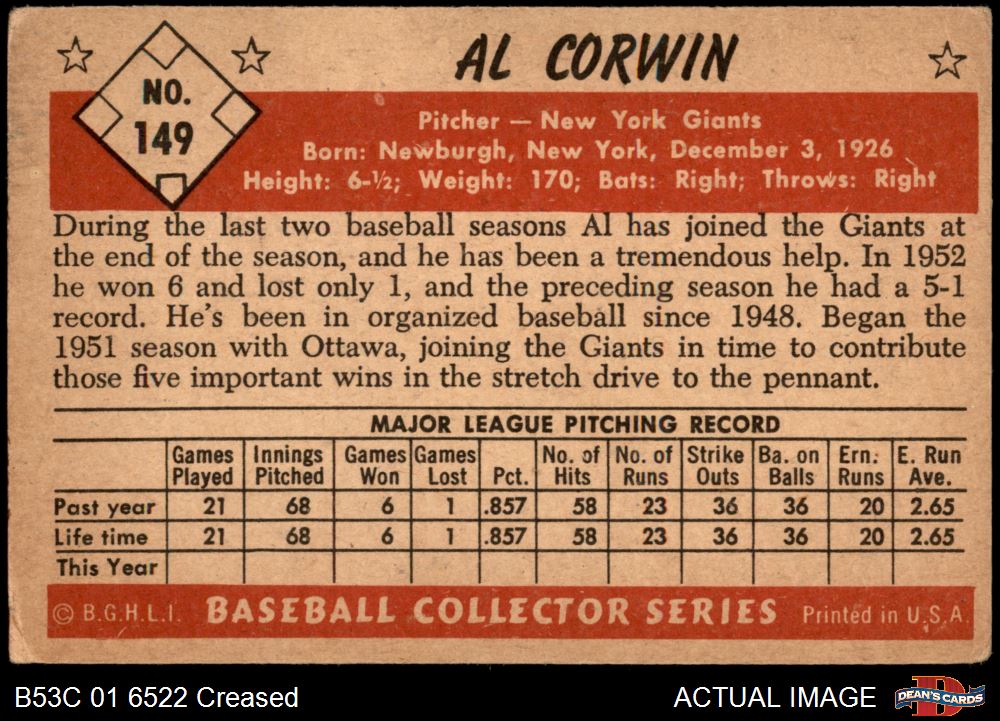 NO.
149
AL CORWIN
Pitcher — New York Giants
Born: Newburgh, New York, December 3, 1926
Height: 6-½; Weight: 170; Bats: Right; Throws: Right
During the last two baseball seasons Al has joined the Giants at
the end of the season, and he has been a tremendous help. In 1952
he won 6 and lost only 1, and the preceding season he had a 5-1
record. He's been in organized baseball since 1948. Began the
1951 season with Ottawa, joining the Giants in time to contribute
those five important wins in the stretch drive to the pennant.
MAJOR LEAGUE PITCHING RECORD
Games Played Innings Pitched Games Won Games Lost Pct. No. of Hits No. of Runs Strike Outs Ba. on Balls Ern. Runs E. Run Ave.
Past year 21 68 6 1 .857 58 23 36 36 20 2.65
Life time 21 68 6 1 .857 58 23 36 36 20 2.65
This Year
© B.G.H.L.I. BASEBALL COLLECTOR SERIES Printed in U.S.A.
B53C 01 6522 Creased ACTUAL IMAGE DEAN'S CARDS